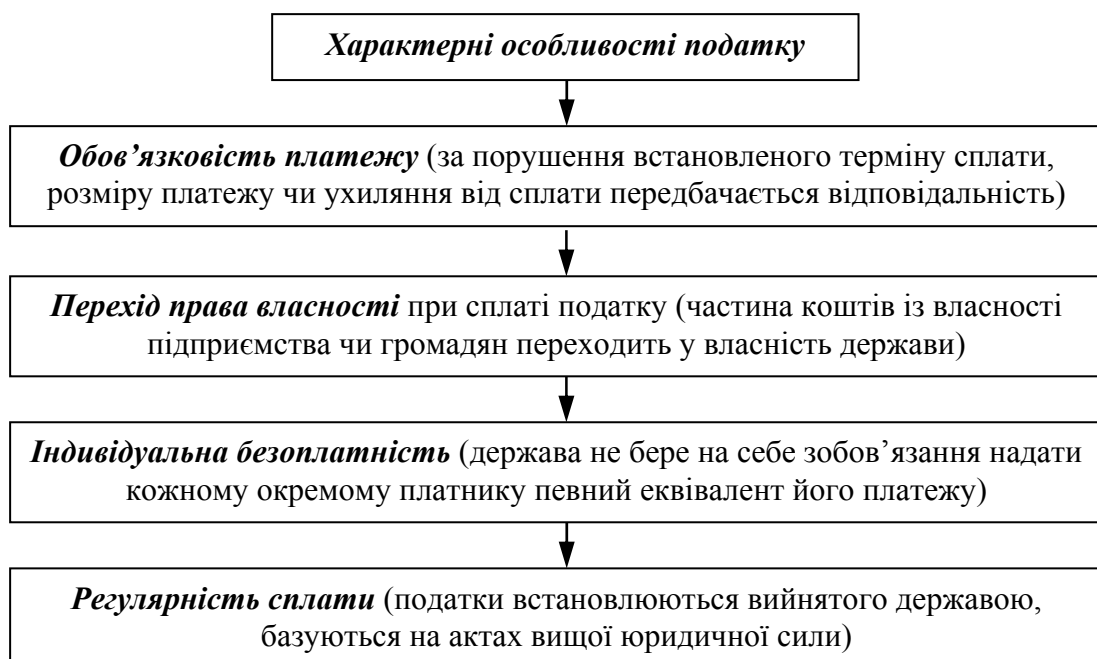 Характерні особливості податку
Обов’язковість платежу (за порушення встановленого терміну сплати,
розміру платежу чи ухиляння від сплати передбачається відповідальність)
Перехід права власності при сплаті податку (частина коштів із власності
підприємства чи громадян переходить у власність держави)
Індивідуальна безоплатність (держава не бере на себе зобов’язання надати
кожному окремому платнику певний еквівалент його платежу)
Регулярність сплати (податки встановлюються вийнятого державою,
базуються на актах вищої юридичної сили)